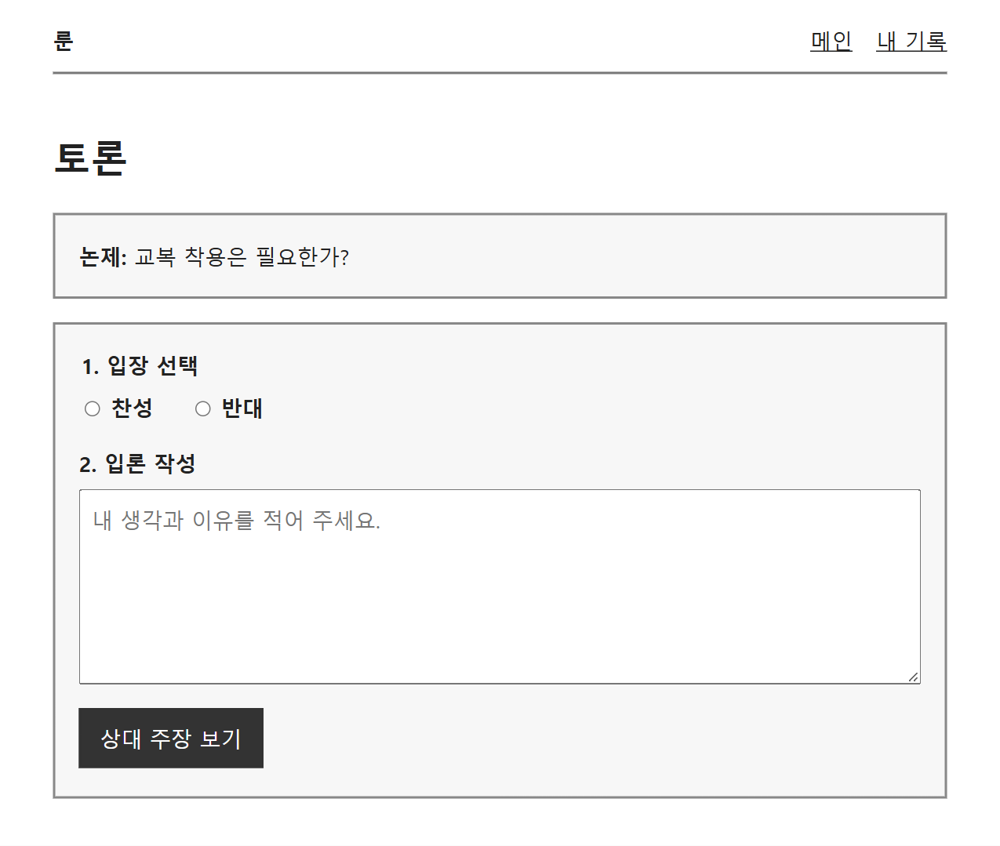 룬
메인 내 기록
토론
논제: 교복 착용은 필요한가?
1. 입장 선택
찬성 반대
2. 입론 작성
내 생각과 이유를 적어 주세요.
상대 주장 보기